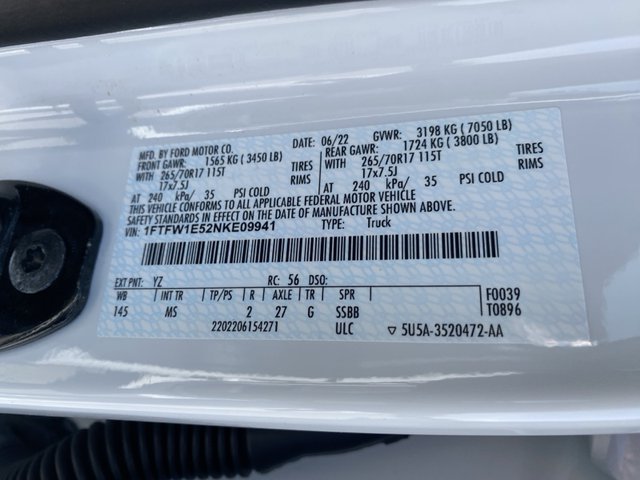 MFD. BY FORD MOTOR CO.
DATE: 06/22 GVWR: 3198 KG ( 7050 LB)
FRONT GAWR: 1565 KG ( 3450 LB) REAR GAWR: 1724 KG ( 3800 LB)
WITH 265/70R17 115T TIRES WITH 265/70R17 115T TIRES
17x7.5J RIMS 17x7.5J RIMS
AT 240 kPa/ 35 PSI COLD AT 240 kPa/ 35 PSI COLD
THIS VEHICLE CONFORMS TO ALL APPLICABLE FEDERAL MOTOR VEHICLE
SAFETY STANDARDS IN EFFECT ON THE DATE OF MANUFACTURE SHOWN ABOVE.
VIN: 1FTFW1E52NKE09941 TYPE: Truck
EXT PNT: YZ RC: 56 DSO:
WB INT TR TP/PS R AXLE TR SPR F0039
145 MS 2 27 G SSBB T0896
2202206154271 ULC ▽ 5U5A-3520472-AA